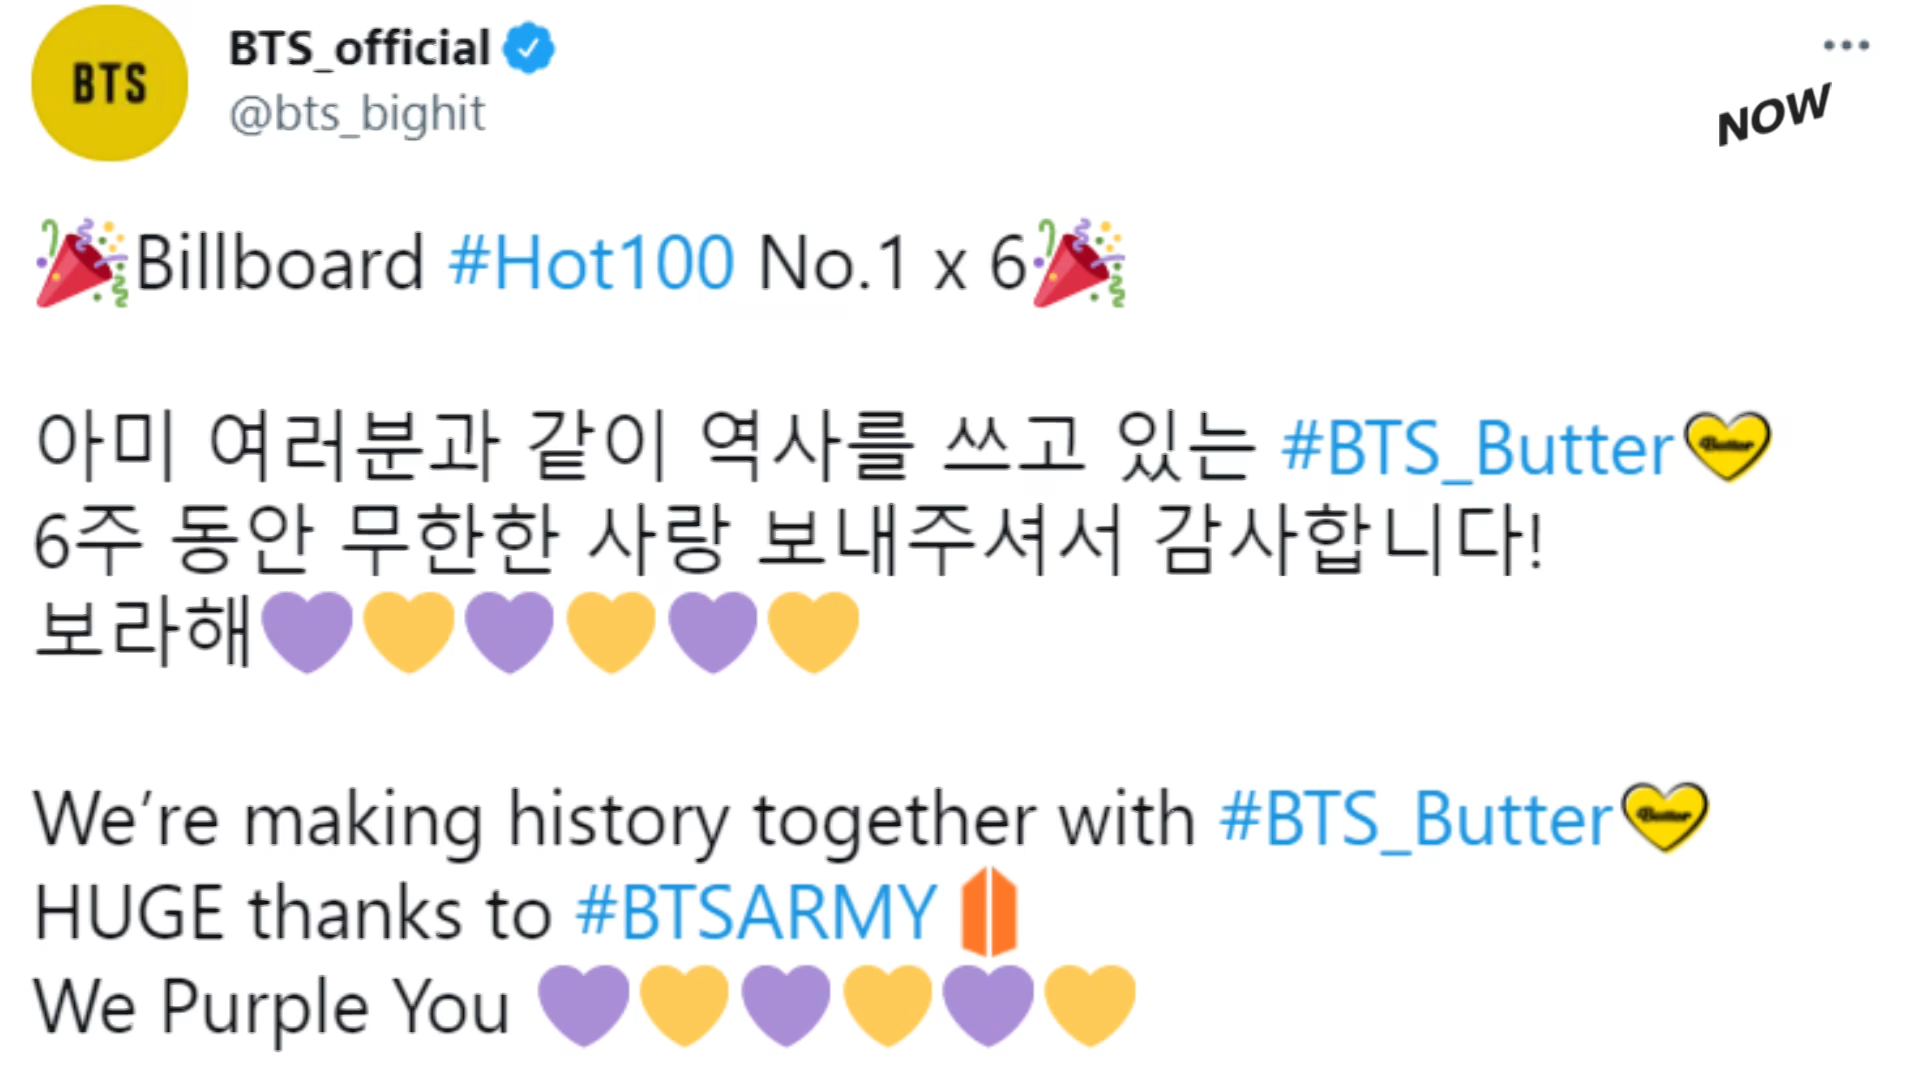 BTS
BTS_official
@bts_bighit
NOW
🎉Billboard #Hot100 No.1 x 6🎉
아미 여러분과 같이 역사를 쓰고 있는 #BTS_Butter
Butter
6주 동안 무한한 사랑 보내주셔서 감사합니다!
보라해💜💛💜💛💜💛
We’re making history together with #BTS_Butter
Butter
HUGE thanks to #BTSARMY
We Purple You 💜💛💜💛💜💛